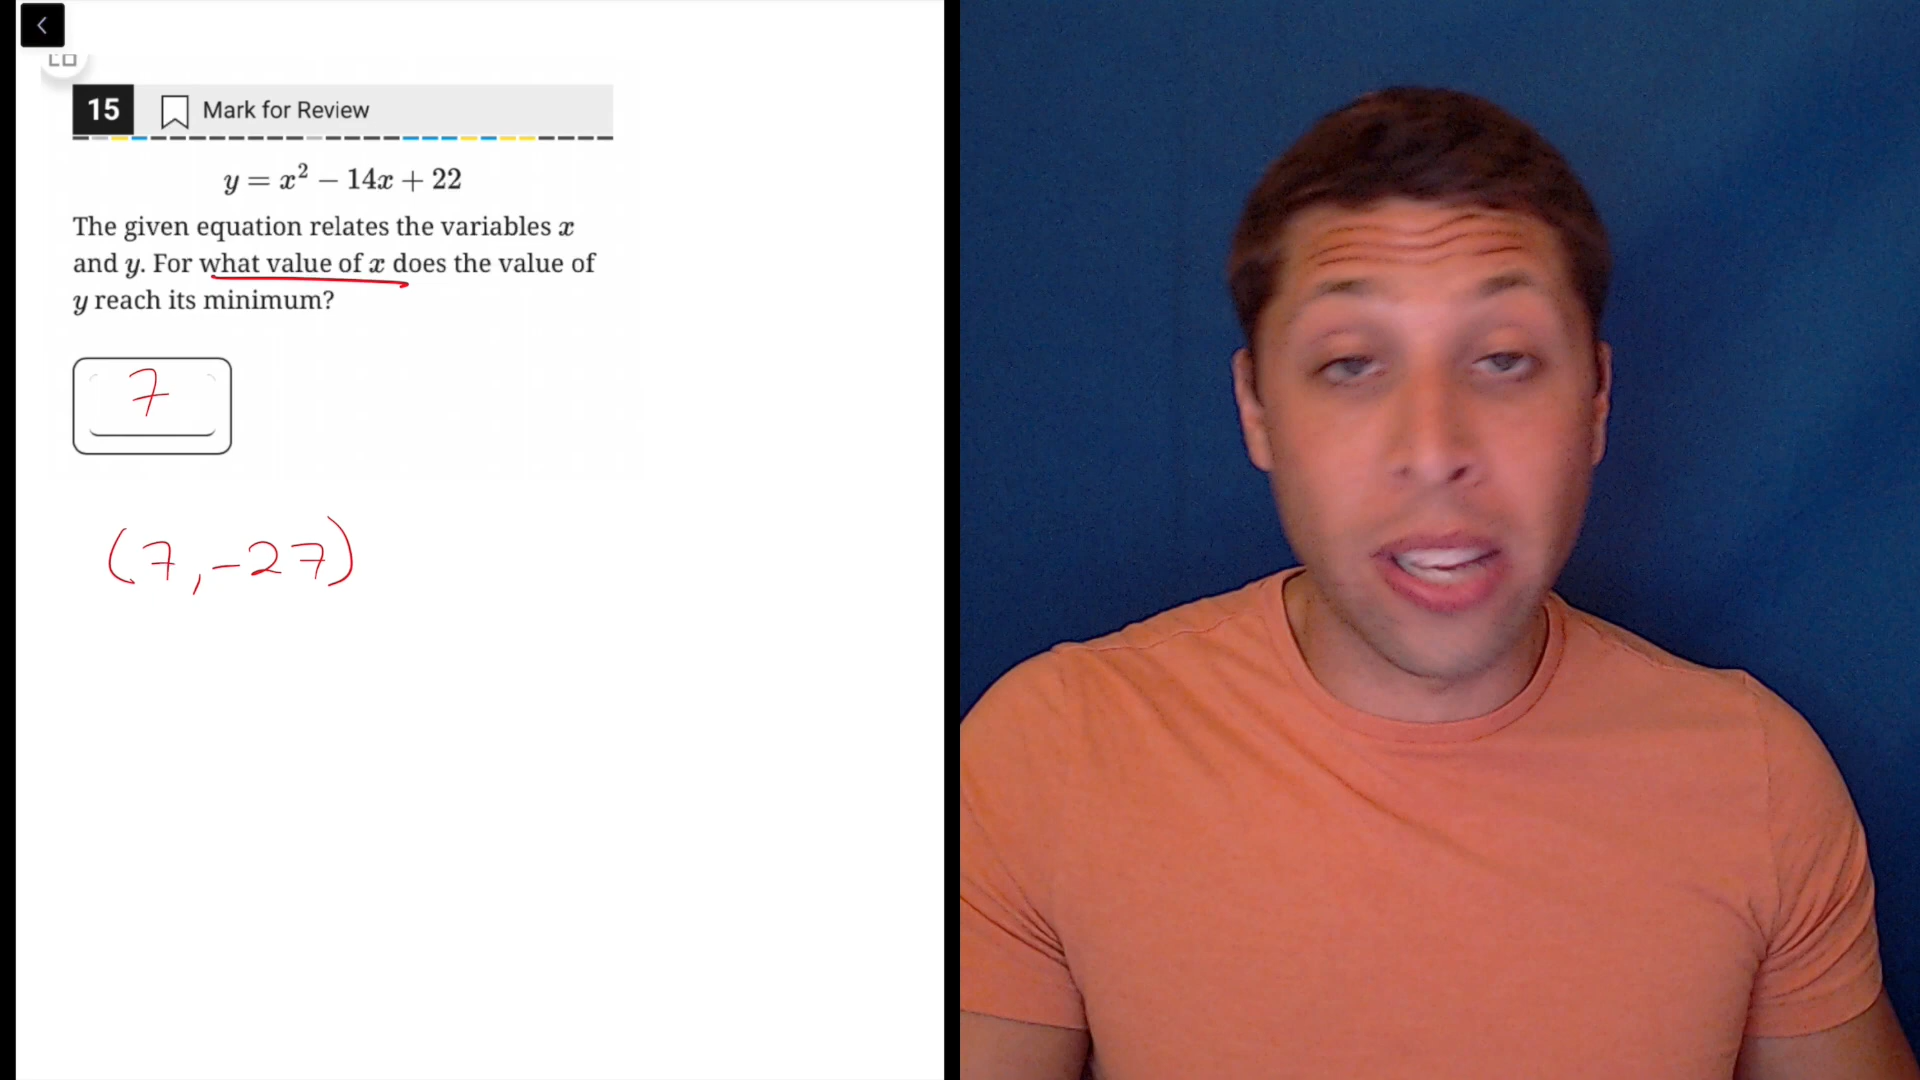 15 Mark for Review
y = x² − 14x + 22
The given equation relates the variables x
and y. For what value of x does the value of
y reach its minimum?
7
(7, -27)